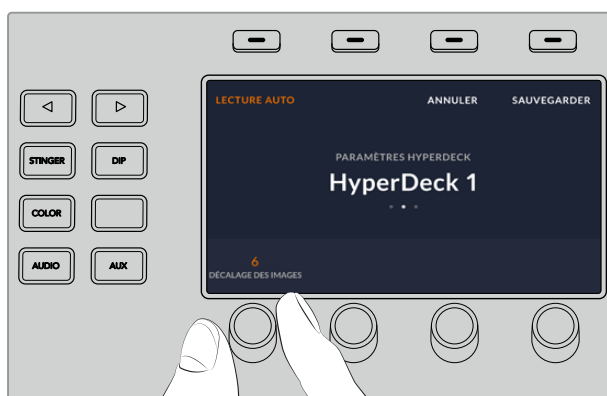 LECTURE AUTO ANNULER SAUVEGARDER
PARAMÈTRES HYPERDECK
HyperDeck 1
6
DÉCALAGE DES IMAGES
STINGER DIP
COLOR
AUDIO AUX